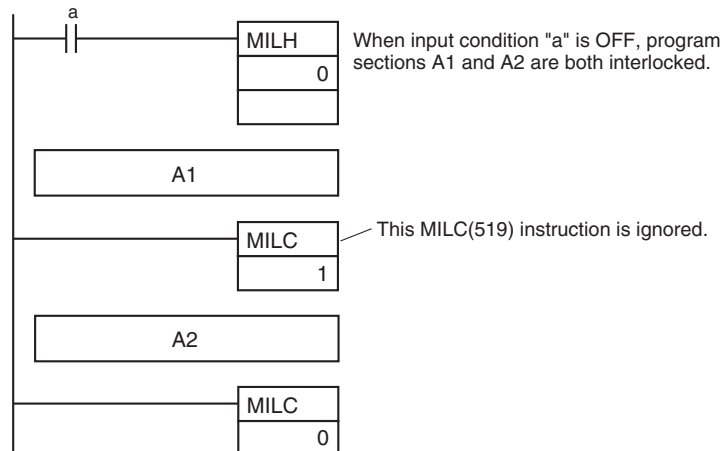 a
MILH
0
When input condition "a" is OFF, program
sections A1 and A2 are both interlocked.
A1
MILC
1
This MILC(519) instruction is ignored.
A2
MILC
0